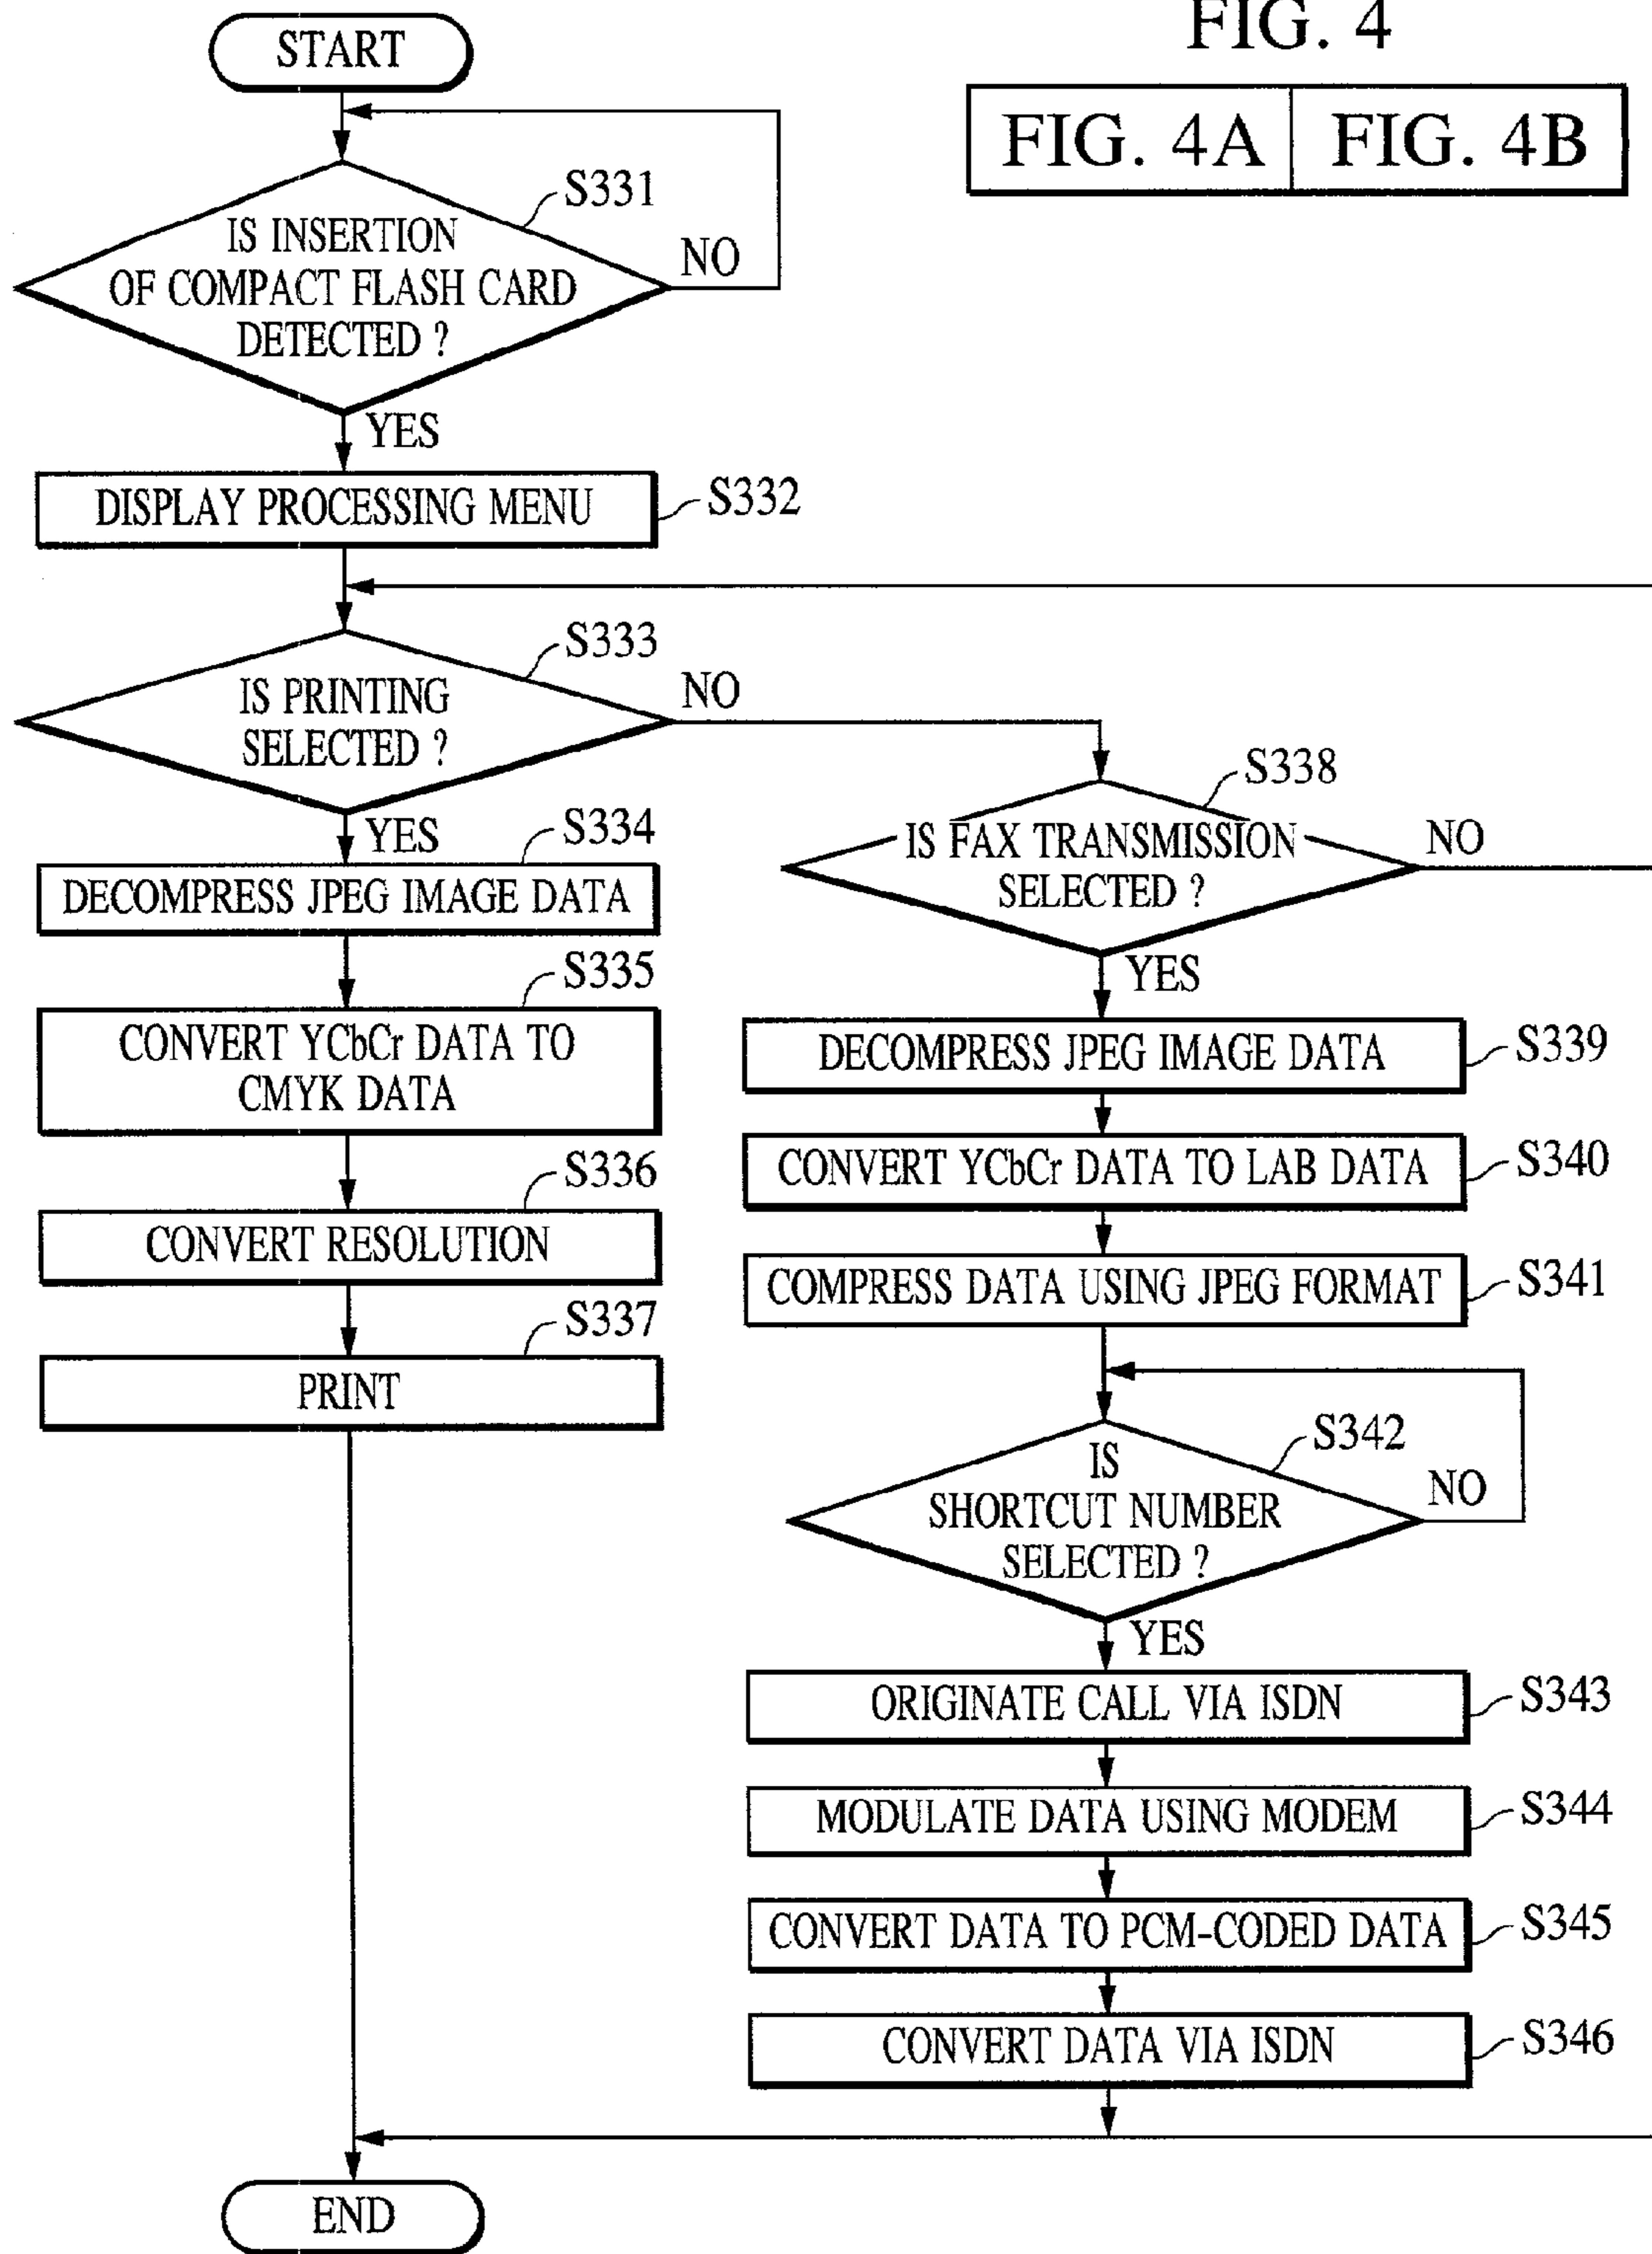 FIG. 4
FIG. 4A
FIG. 4B
START
S331
IS INSERTION
OF COMPACT FLASH CARD
DETECTED ?
NO
YES
DISPLAY PROCESSING MENU
S332
S333
IS PRINTING
SELECTED ?
NO
YES
S334
DECOMPRESS JPEG IMAGE DATA
S335
CONVERT YCbCr DATA TO
CMYK DATA
S336
CONVERT RESOLUTION
S337
PRINT
S338
IS FAX TRANSMISSION
SELECTED ?
NO
YES
DECOMPRESS JPEG IMAGE DATA
S339
CONVERT YCbCr DATA TO LAB DATA
S340
COMPRESS DATA USING JPEG FORMAT
S341
S342
IS
SHORTCUT NUMBER
SELECTED ?
NO
YES
ORIGINATE CALL VIA ISDN
S343
MODULATE DATA USING MODEM
S344
CONVERT DATA TO PCM-CODED DATA
S345
CONVERT DATA VIA ISDN
S346
END